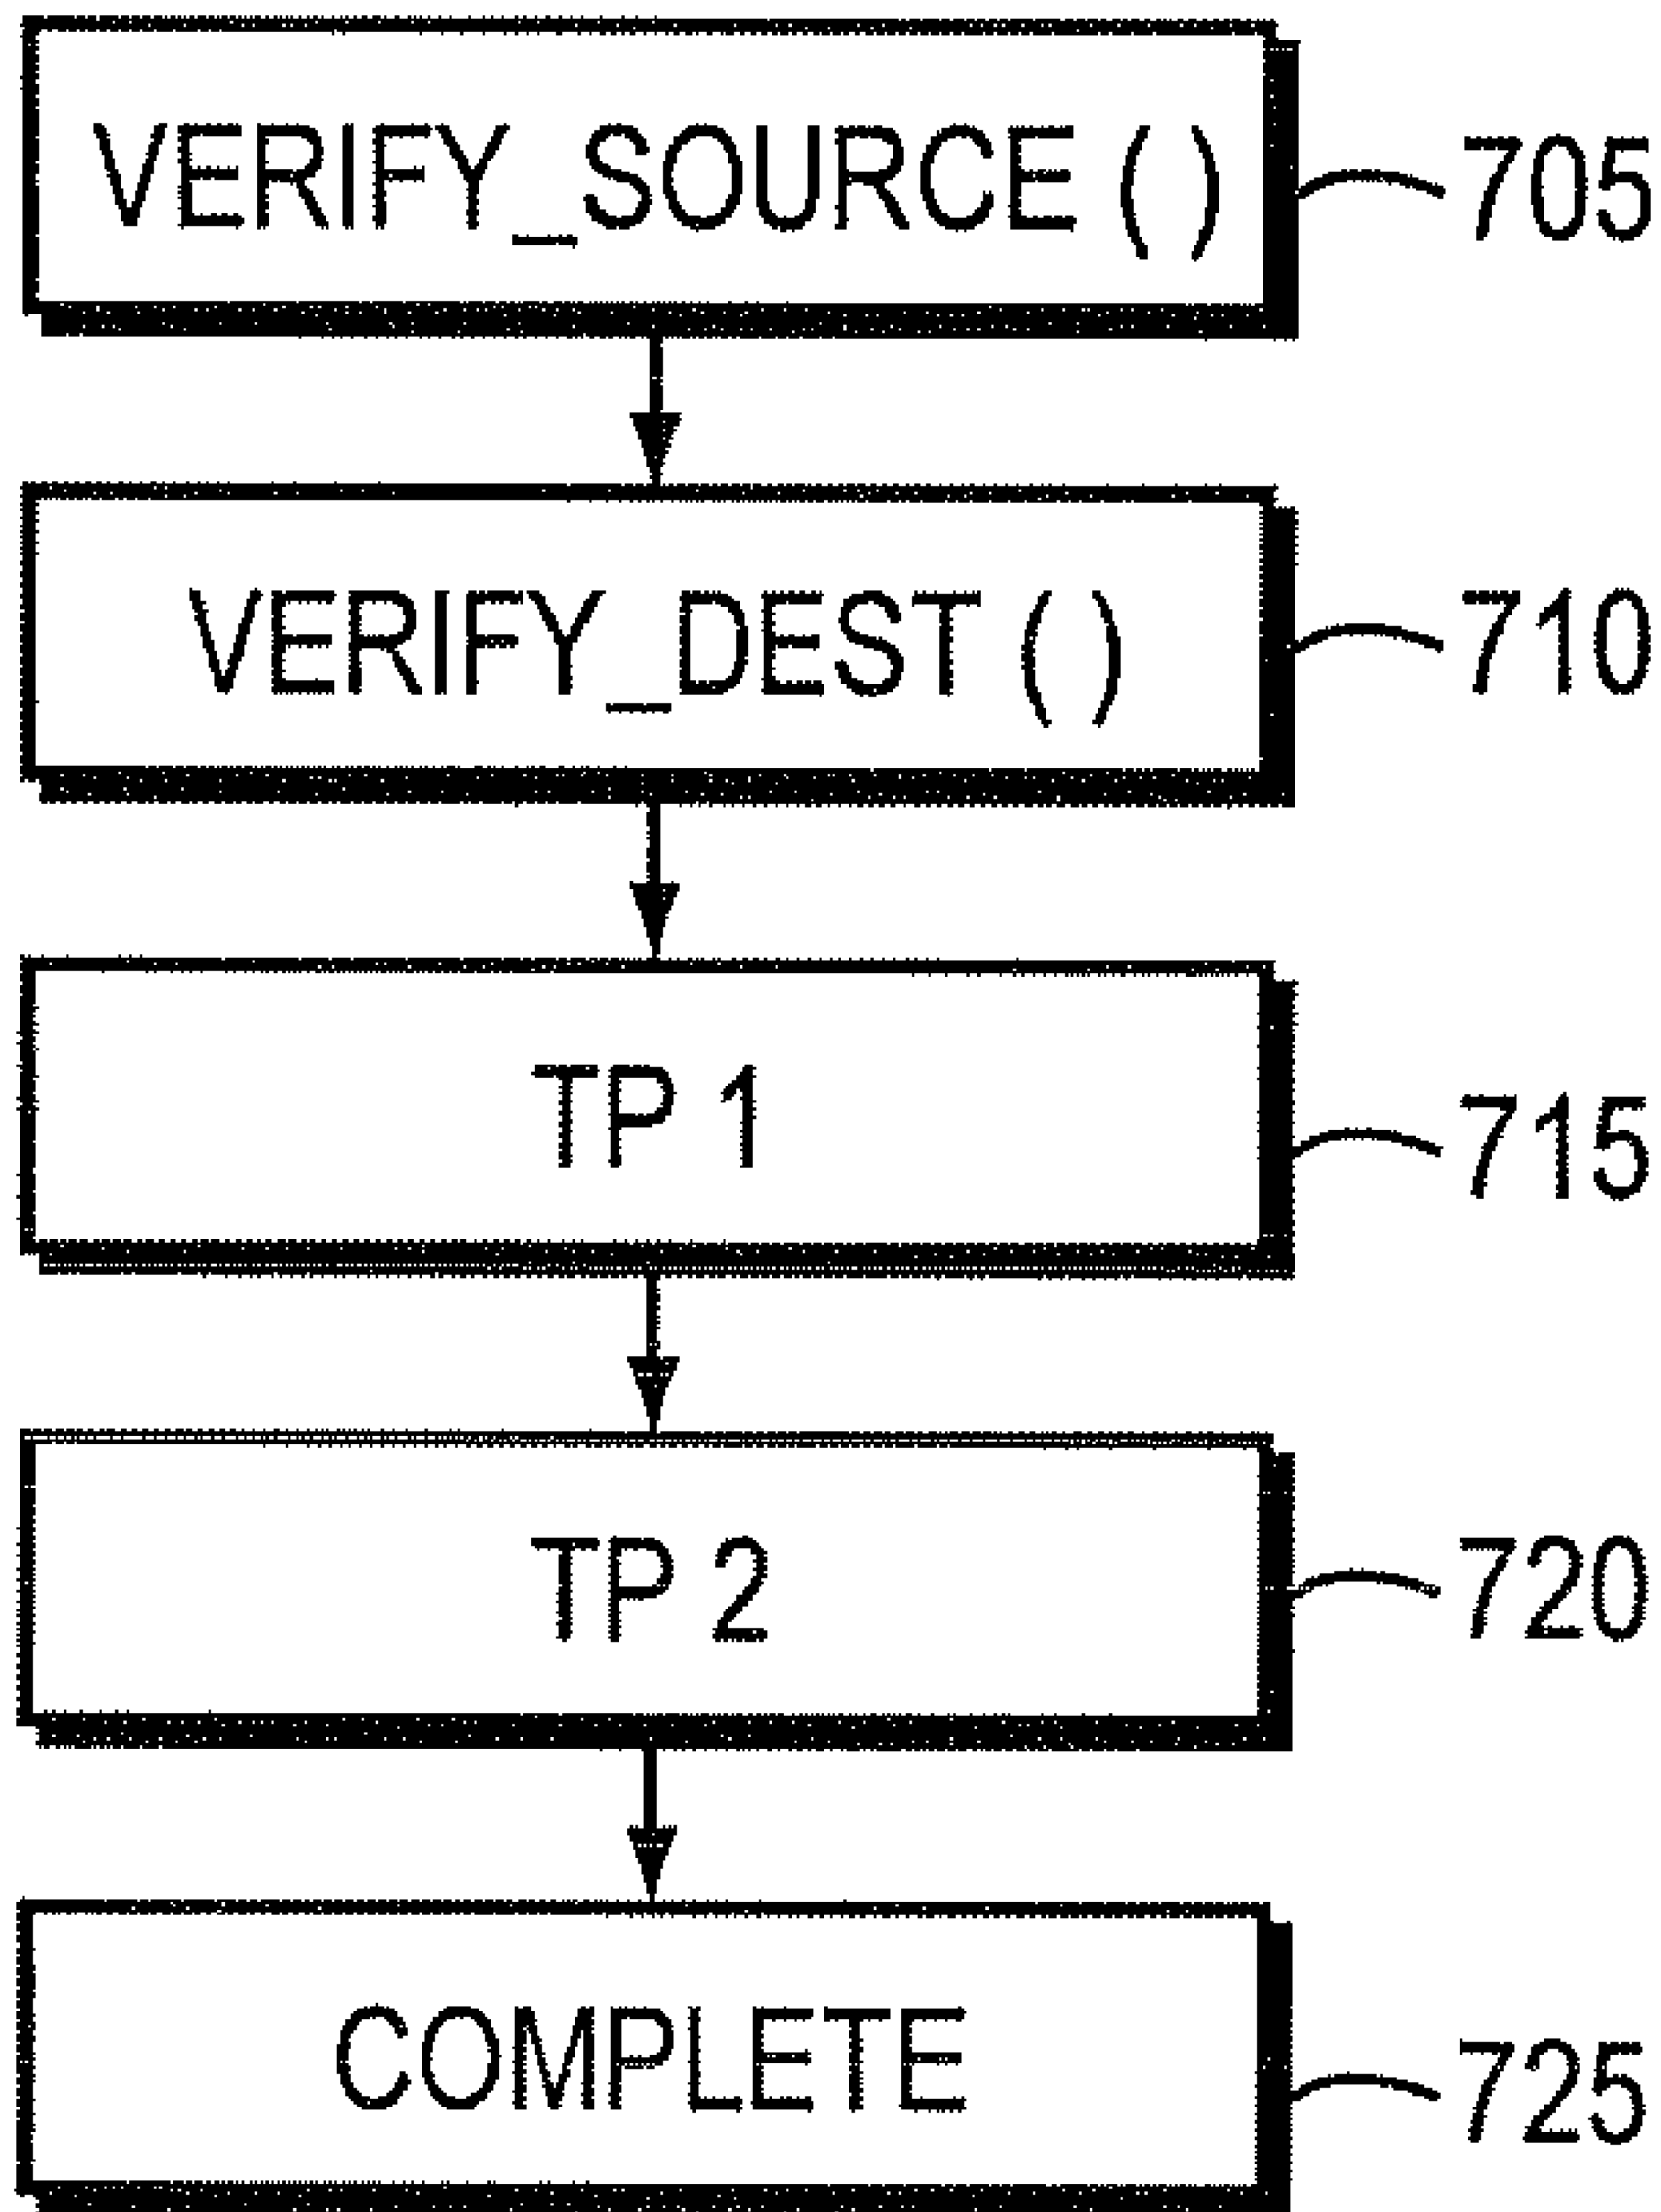 VERIFY_SOURCE ( ) 705
VERIFY_DEST ( ) 710
TP 1 715
TP 2 720
COMPLETE 725